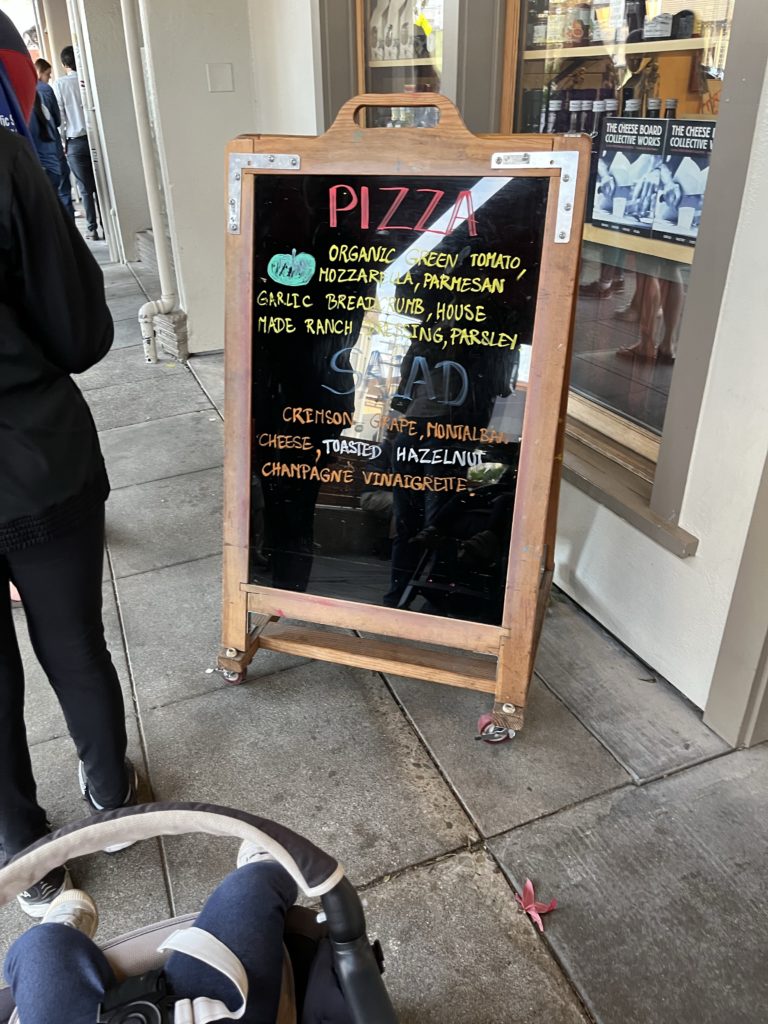 PIZZA
ORGANIC GREEN TOMATO,
MOZZARELLA, PARMESAN
GARLIC BREADCRUMB, HOUSE
MADE RANCH DRESSING, PARSLEY
SALAD
CRIMSON GRAPE, MONTALBAN
CHEESE, TOASTED HAZELNUT
CHAMPAGNE VINAIGRETTE
THE CHEESE BOARD
COLLECTIVE WORKS
THE CHEESE BOARD
COLLECTIVE WORKS